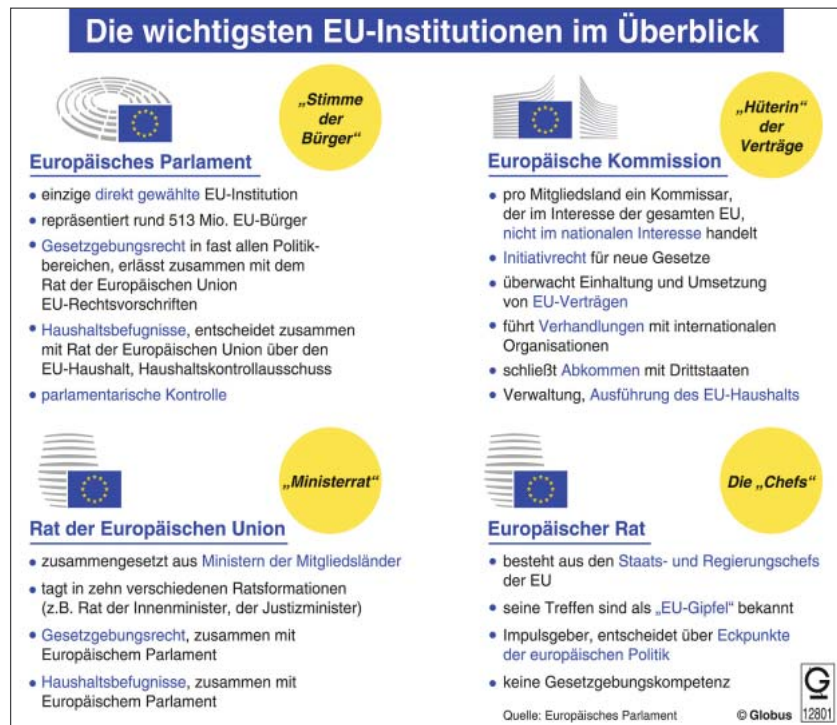 Die wichtigsten EU-Institutionen im Überblick
„Stimme
der
Bürger“
Europäisches Parlament
• einzige direkt gewählte EU-Institution
• repräsentiert rund 513 Mio. EU-Bürger
• Gesetzgebungsrecht in fast allen Politik-
bereichen, erlässt zusammen mit dem
Rat der Europäischen Union
EU-Rechtsvorschriften
• Haushaltsbefugnisse, entscheidet zusammen
mit Rat der Europäischen Union über den
EU-Haushalt, Haushaltskontrollausschuss
• parlamentarische Kontrolle
„Hüterin“
der
Verträge
Europäische Kommission
• pro Mitgliedsland ein Kommissar,
der im Interesse der gesamten EU,
nicht im nationalen Interesse handelt
• Initiativrecht für neue Gesetze
• überwacht Einhaltung und Umsetzung
von EU-Verträgen
• führt Verhandlungen mit internationalen
Organisationen
• schließt Abkommen mit Drittstaaten
• Verwaltung, Ausführung des EU-Haushalts
„Ministerrat“
Rat der Europäischen Union
• zusammengesetzt aus Ministern der Mitgliedsländer
• tagt in zehn verschiedenen Ratsformationen
(z.B. Rat der Innenminister, der Justizminister)
• Gesetzgebungsrecht, zusammen mit
Europäischem Parlament
• Haushaltsbefugnisse, zusammen mit
Europäischem Parlament
Die „Chefs“
Europäischer Rat
• besteht aus den Staats- und Regierungschefs
der EU
• seine Treffen sind als „EU-Gipfel“ bekannt
• Impulsgeber, entscheidet über Eckpunkte
der europäischen Politik
• keine Gesetzgebungskompetenz
Quelle: Europäisches Parlament © Globus
G
12801